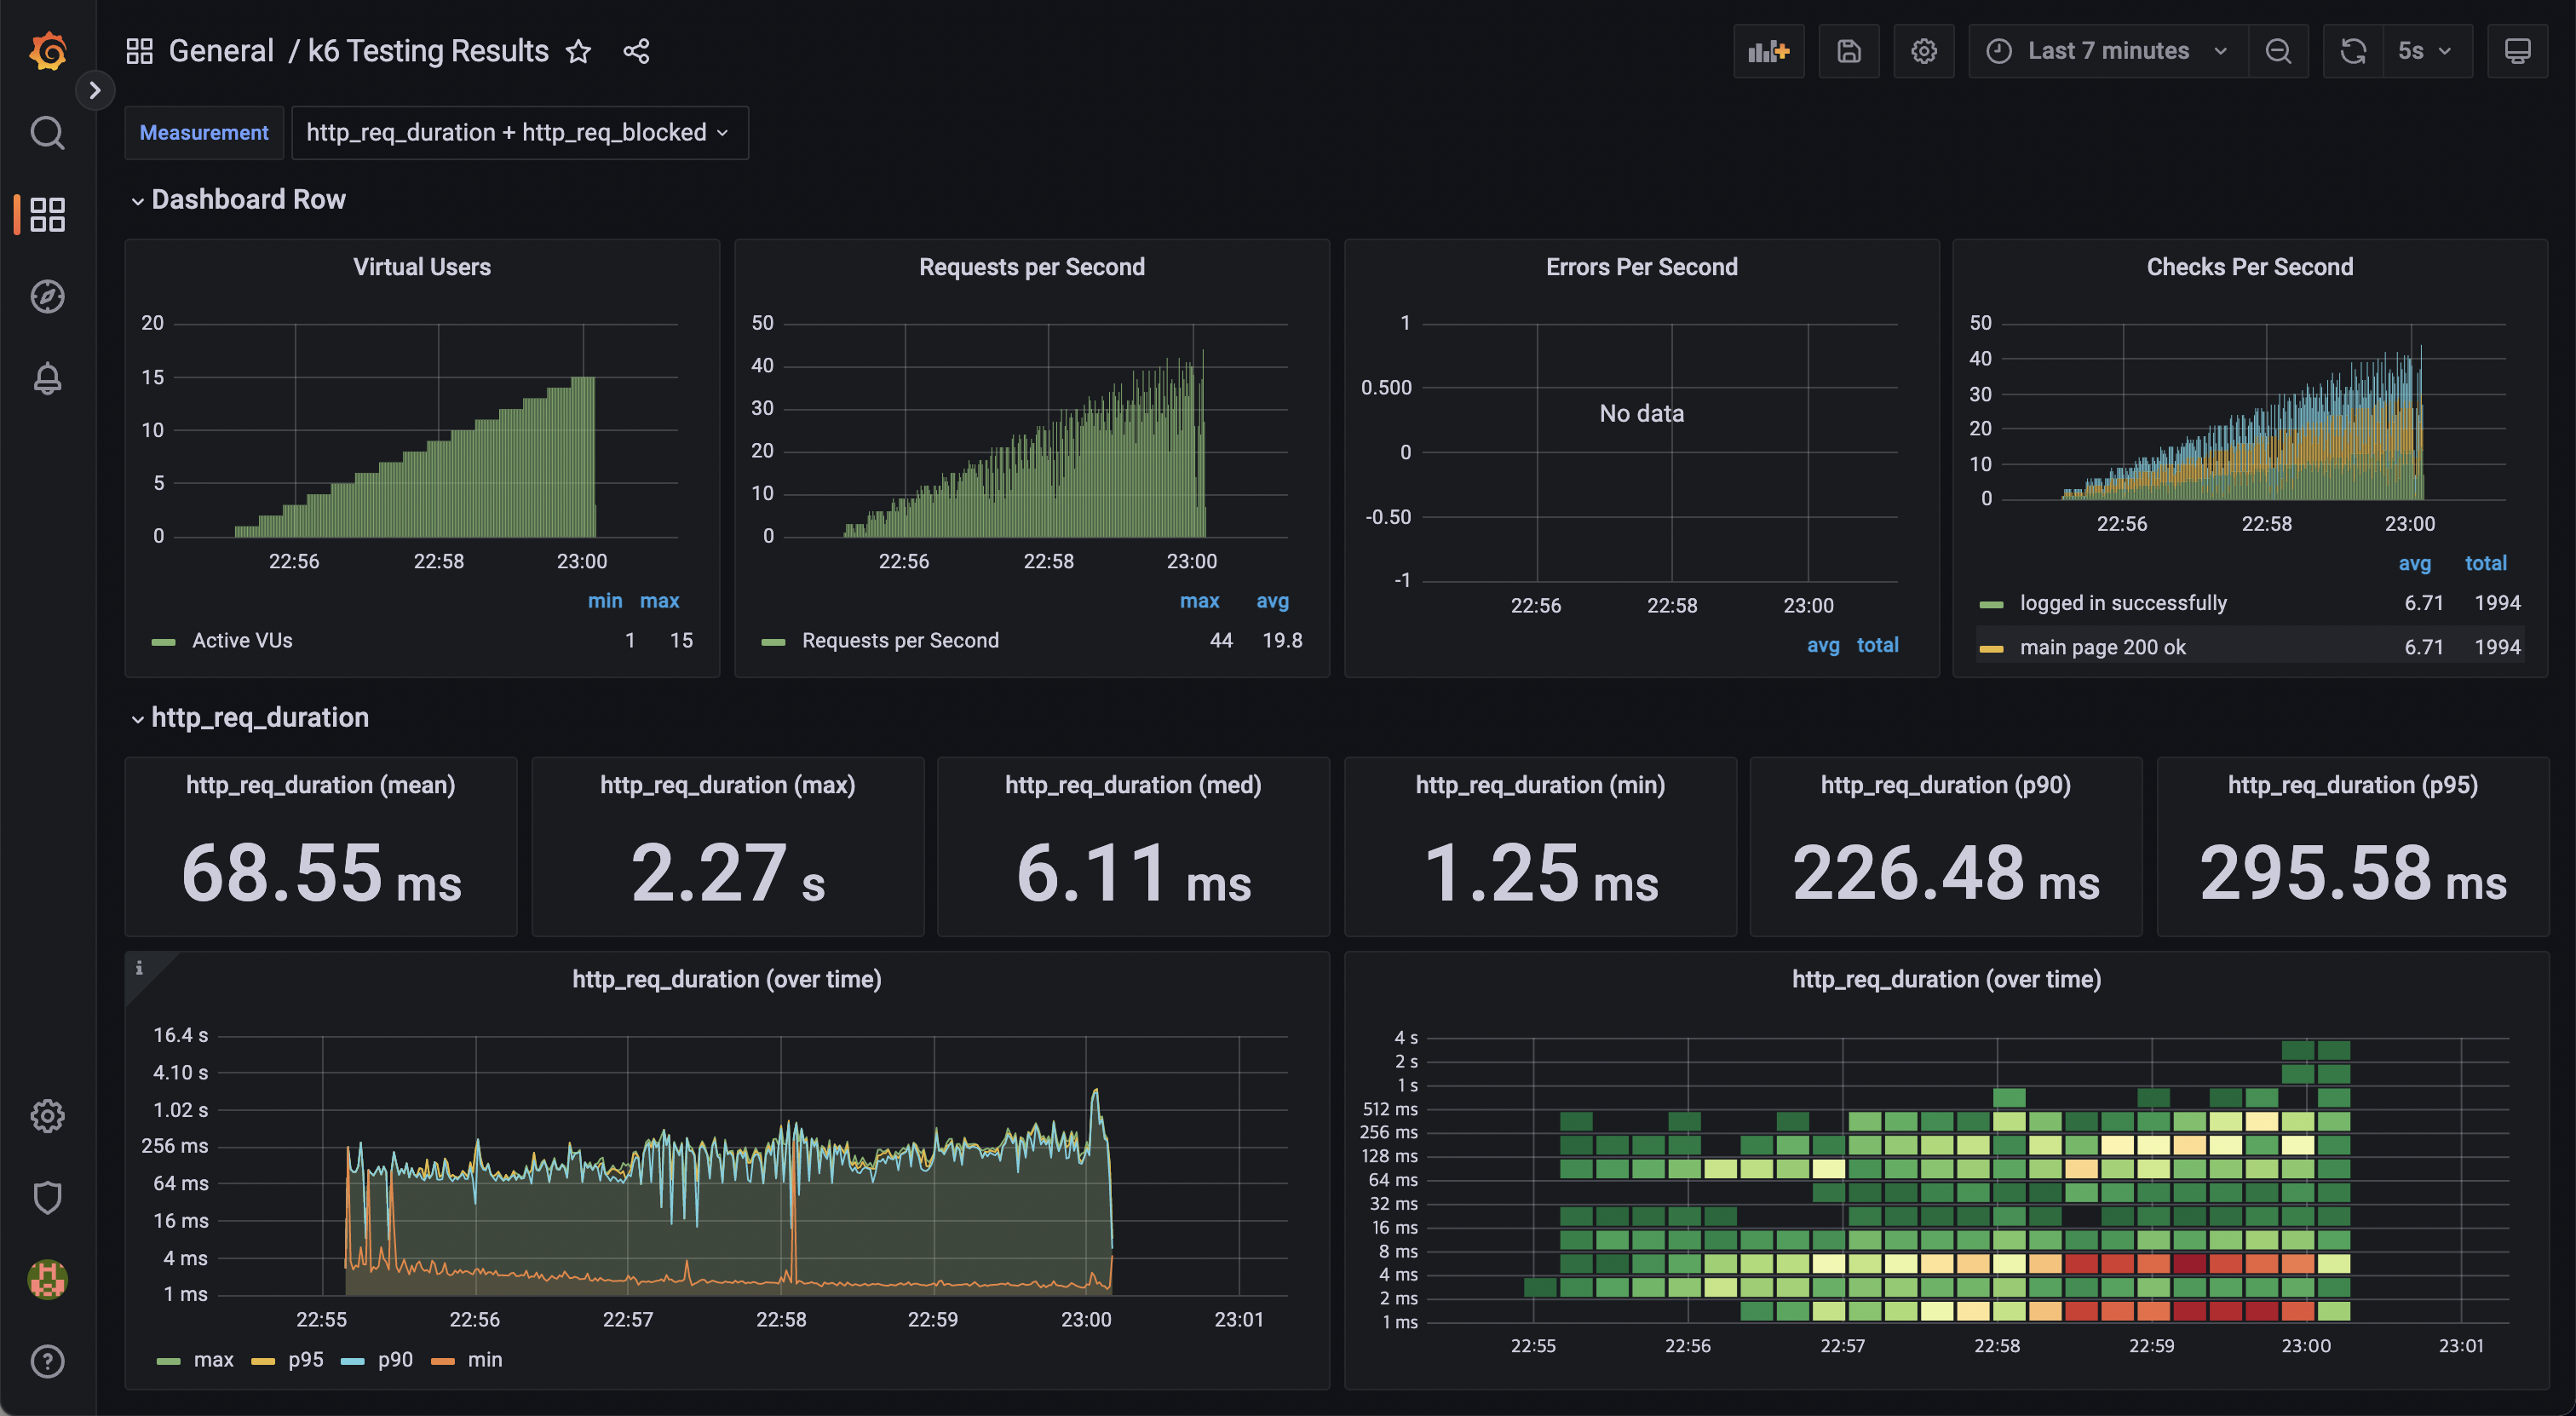 General / k6 Testing Results
Last 7 minutes
5s
Measurement
http_req_duration + http_req_blocked
Dashboard Row
Virtual Users
20
15
10
5
0
22:56 22:58 23:00
min max
Active VUs 1 15
Requests per Second
50
40
30
20
10
0
22:56 22:58 23:00
max avg
Requests per Second 44 19.8
Errors Per Second
1
0.500
0
-0.50
-1
No data
22:56 22:58 23:00
avg total
Checks Per Second
50
40
30
20
10
0
22:56 22:58 23:00
avg total
logged in successfully 6.71 1994
main page 200 ok 6.71 1994
http_req_duration
http_req_duration (mean)
68.55 ms
http_req_duration (max)
2.27 s
http_req_duration (med)
6.11 ms
http_req_duration (min)
1.25 ms
http_req_duration (p90)
226.48 ms
http_req_duration (p95)
295.58 ms
i
http_req_duration (over time)
16.4 s
4.10 s
1.02 s
256 ms
64 ms
16 ms
4 ms
1 ms
22:55 22:56 22:57 22:58 22:59 23:00 23:01
max p95 p90 min
http_req_duration (over time)
4 s
2 s
1 s
512 ms
256 ms
128 ms
64 ms
32 ms
16 ms
8 ms
4 ms
2 ms
1 ms
22:55 22:56 22:57 22:58 22:59 23:00 23:01